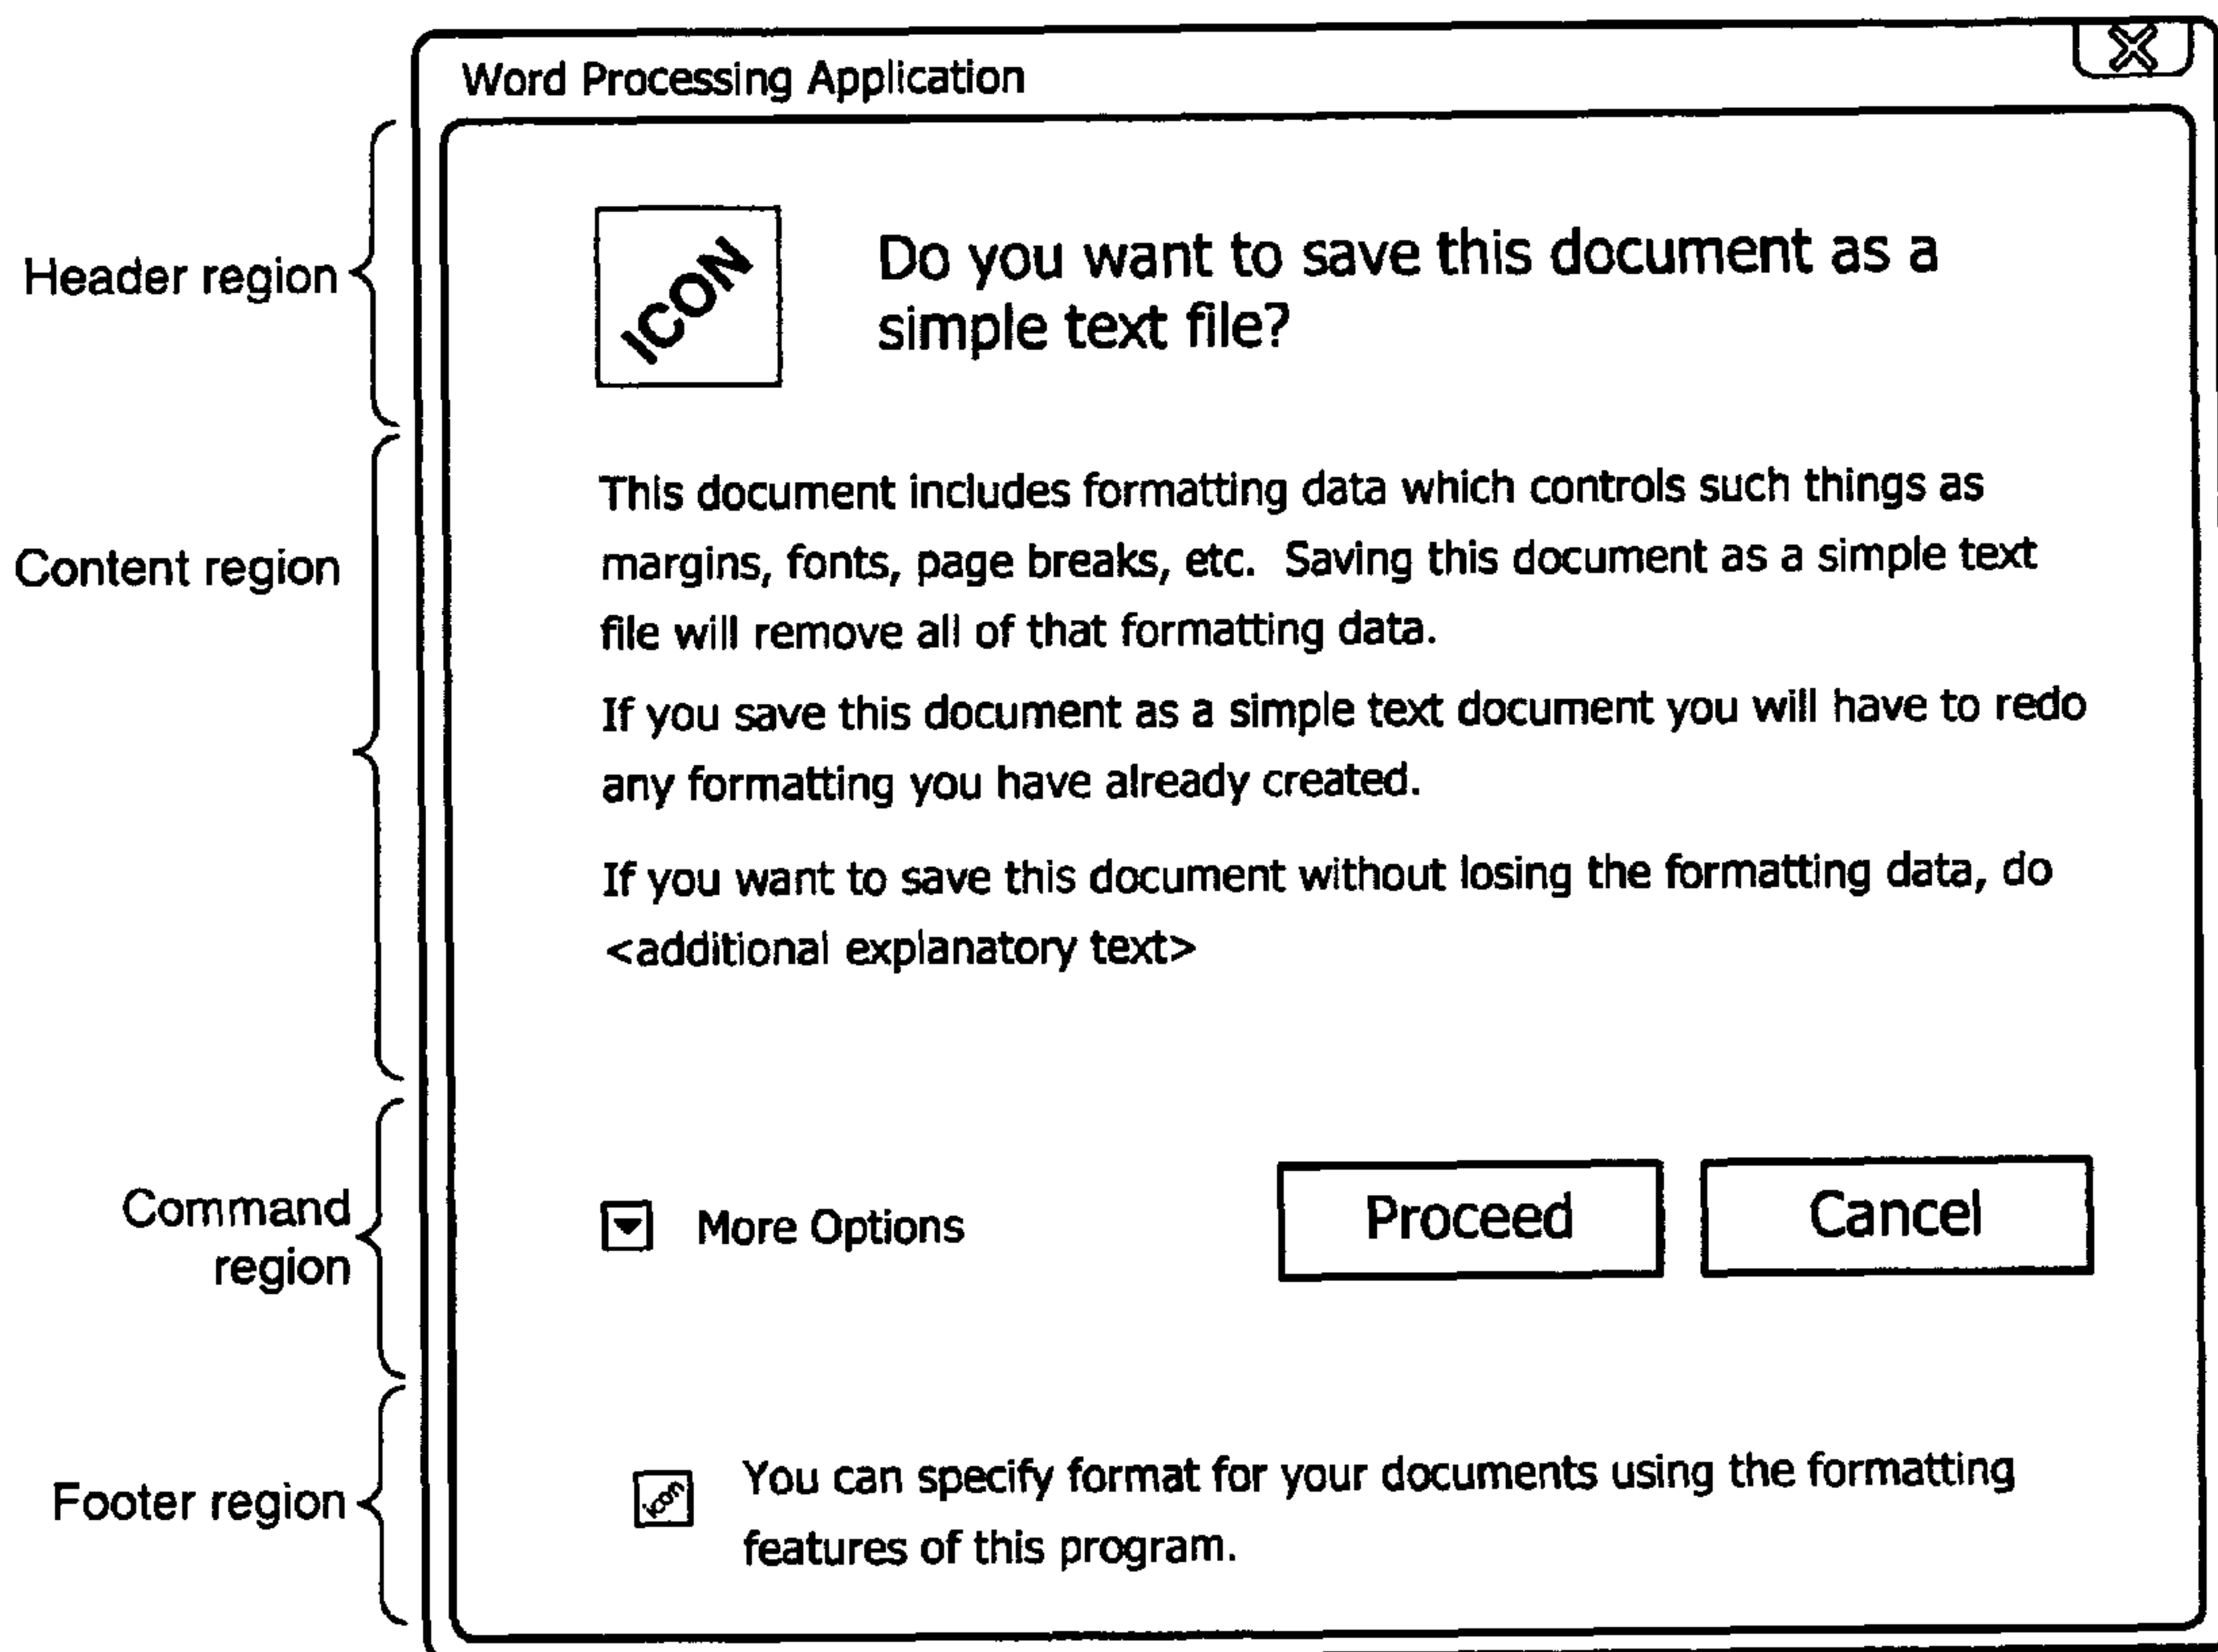 Word Processing Application
Header region
ICON
Do you want to save this document as a
simple text file?
Content region
This document includes formatting data which controls such things as
margins, fonts, page breaks, etc. Saving this document as a simple text
file will remove all of that formatting data.
If you save this document as a simple text document you will have to redo
any formatting you have already created.
If you want to save this document without losing the formatting data, do
<additional explanatory text>
Command
region
More Options
Proceed
Cancel
Footer region
icon
You can specify format for your documents using the formatting
features of this program.